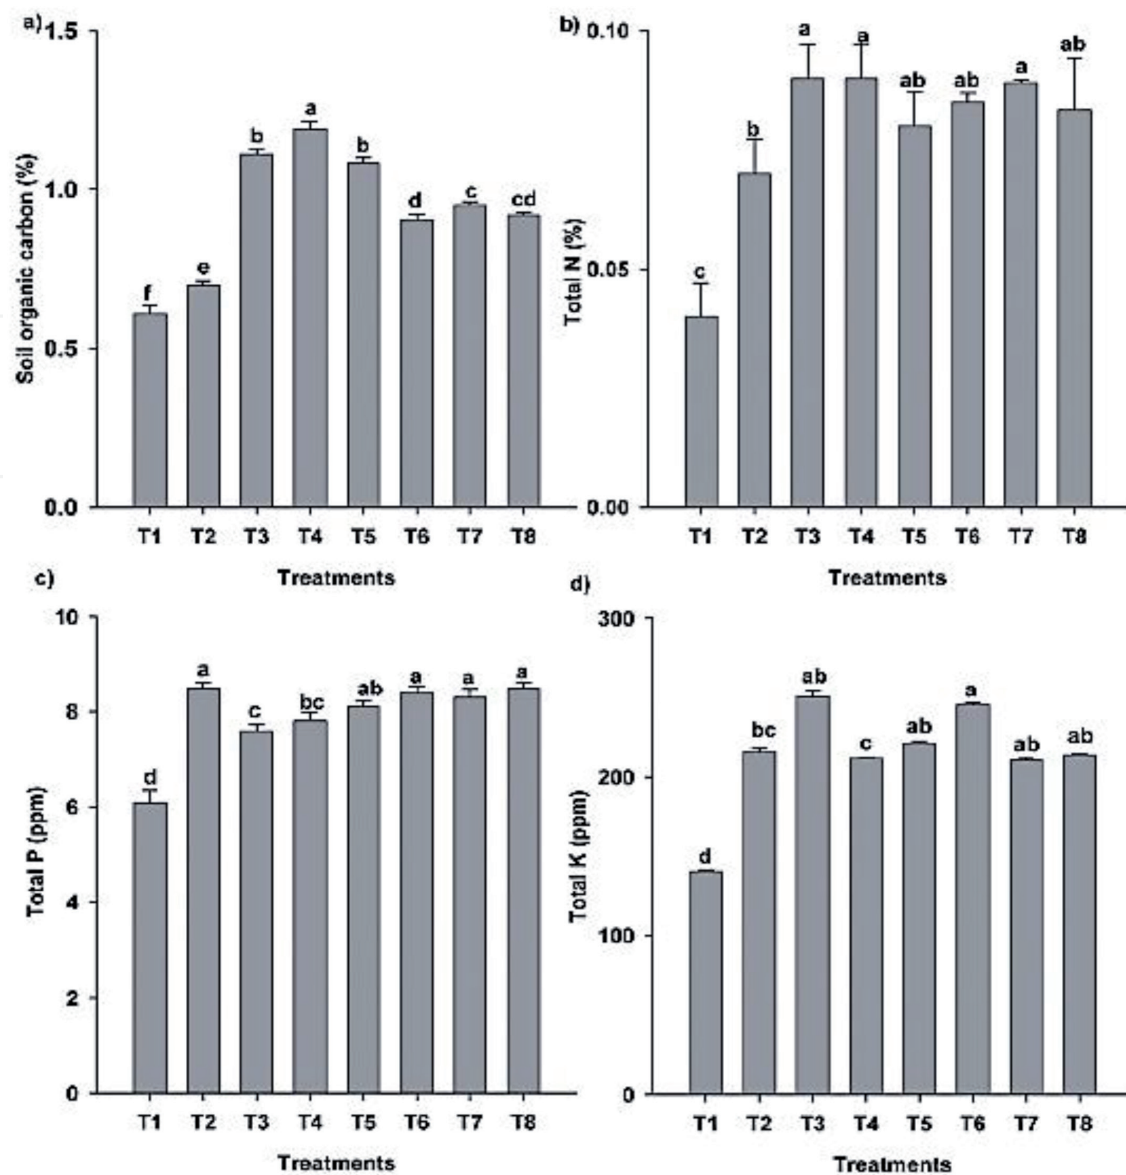 a)
1.5
a
b
b
c
cd
d
e
f
1.0
0.5
0.0
Soil organic carbon (%)
T1 T2 T3 T4 T5 T6 T7 T8
Treatments
b)
0.10
a a ab
ab ab a
b
c
0.05
0.00
Total N (%)
T1 T2 T3 T4 T5 T6 T7 T8
Treatments
c)
10
a a a a
ab
bc
c
d
8
6
4
2
0
Total P (ppm)
T1 T2 T3 T4 T5 T6 T7 T8
Treatments
d)
300
ab a
bc c ab ab ab
d
200
100
0
Total K (ppm)
T1 T2 T3 T4 T5 T6 T7 T8
Treatments